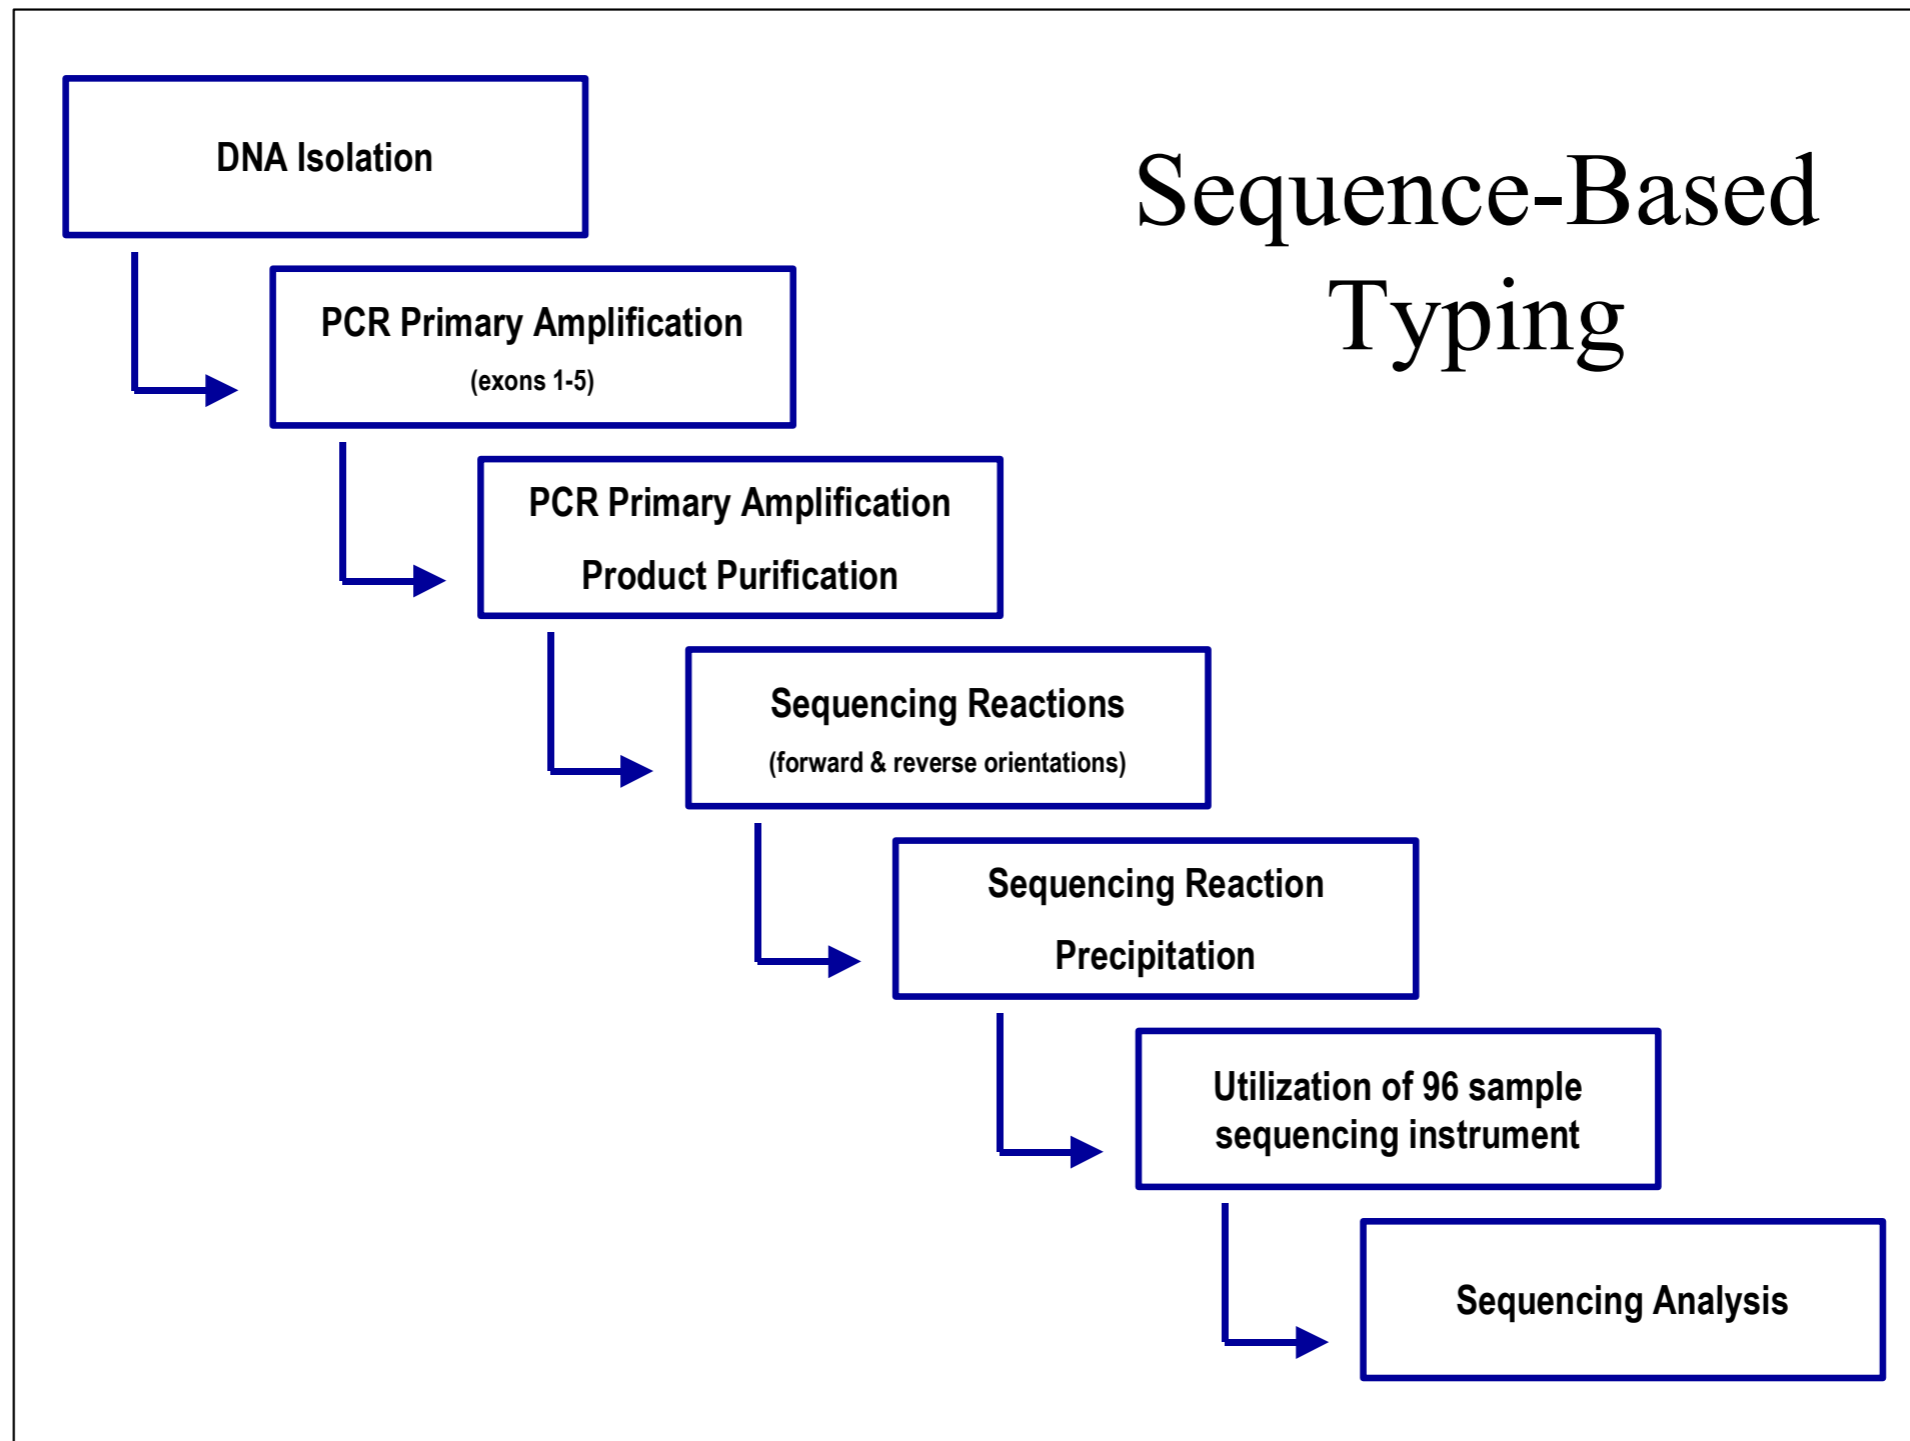 Sequence-Based
Typing
DNA Isolation
PCR Primary Amplification
(exons 1-5)
PCR Primary Amplification
Product Purification
Sequencing Reactions
(forward & reverse orientations)
Sequencing Reaction
Precipitation
Utilization of 96 sample
sequencing instrument
Sequencing Analysis